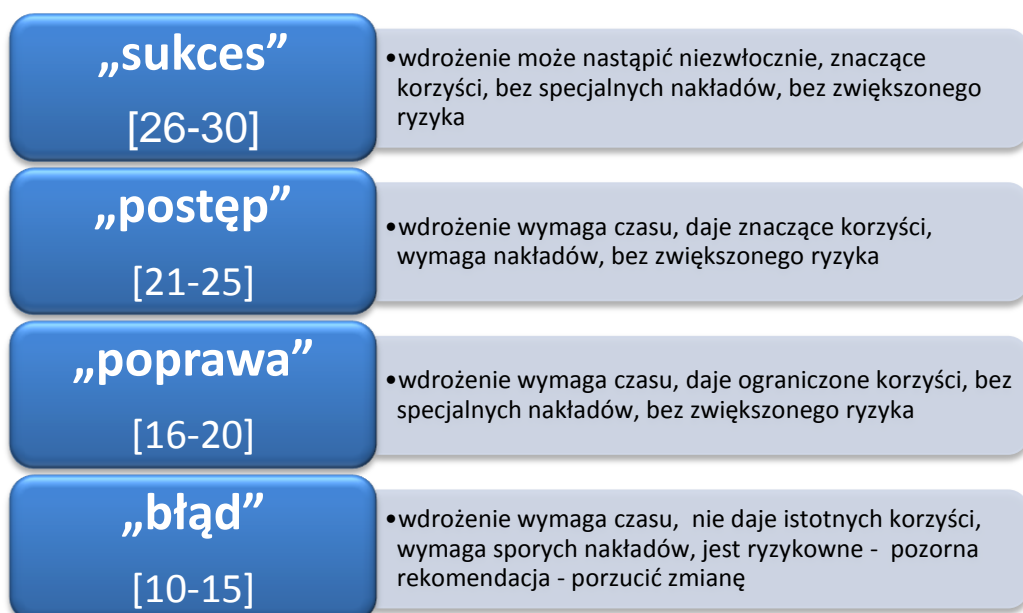 „sukces”
[26-30]
•wdrożenie może nastąpić niezwłocznie, znaczące
korzyści, bez specjalnych nakładów, bez zwiększonego
ryzyka
„postęp”
[21-25]
•wdrożenie wymaga czasu, daje znaczące korzyści,
wymaga nakładów, bez zwiększonego ryzyka
„poprawa”
[16-20]
•wdrożenie wymaga czasu, daje ograniczone korzyści, bez
specjalnych nakładów, bez zwiększonego ryzyka
„błąd”
[10-15]
•wdrożenie wymaga czasu,  nie daje istotnych korzyści,
wymaga sporych nakładów, jest ryzykowne -  pozorna
rekomendacja - porzucić zmianę